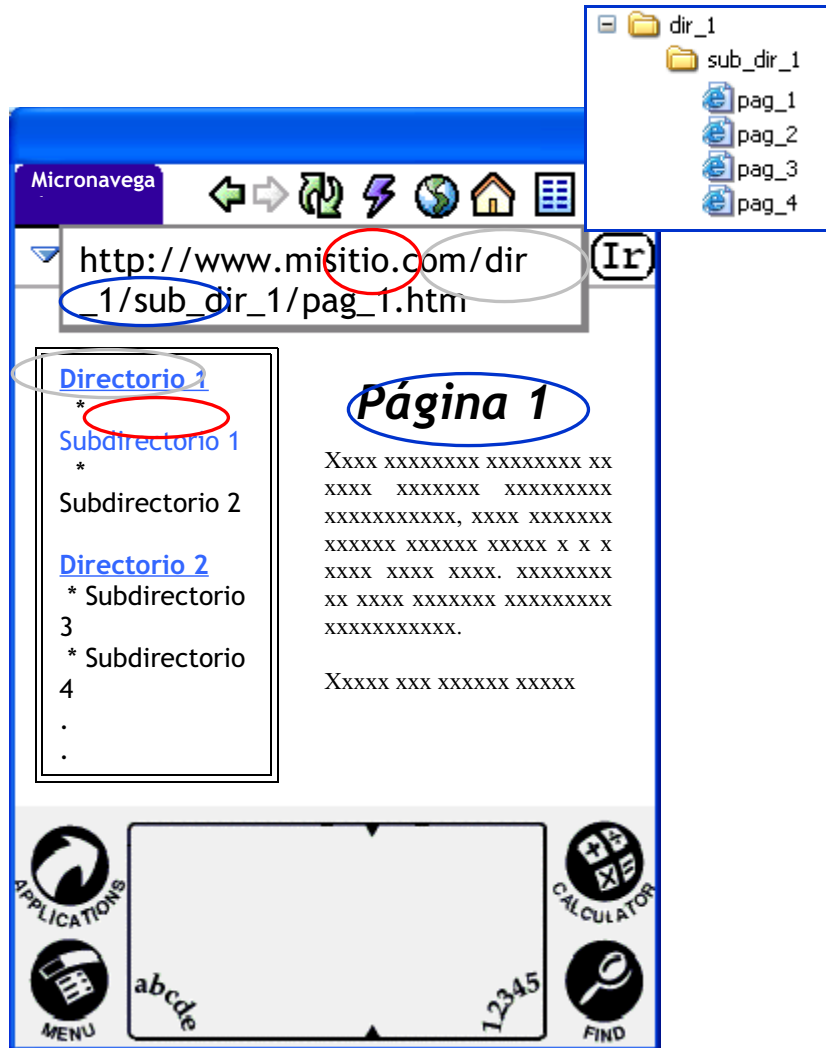 dir_1
sub_dir_1
pag_1
pag_2
pag_3
pag_4
Micronavega
http://www.misitio.com/dir
_1/sub_dir_1/pag_1.htm
Ir
Directorio 1
*
Subdirectorio 1
*
Subdirectorio 2
Directorio 2
* Subdirectorio
3
* Subdirectorio
4
.
.
Página 1
Xxxx xxxxxxxx xxxxxxxx xx
xxxx xxxxxxx xxxxxxxxx
xxxxxxxxxxx, xxxx xxxxxxx
xxxxxx xxxxxx xxxxx x x x
xxxx xxxx xxxx. xxxxxxxx
xx xxxx xxxxxxx xxxxxxxxx
xxxxxxxxxxx.
Xxxxx xxx xxxxxx xxxxx
APPLICATIONS
CALCULATOR
MENU
abcde
12345
FIND